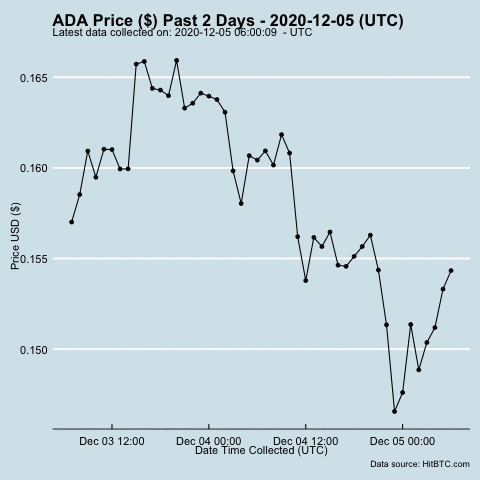 ADA Price ($) Past 2 Days - 2020-12-05 (UTC)
Latest data collected on: 2020-12-05 06:00:09  - UTC
0.165
0.160
0.155
0.150
Price USD ($)
Dec 03 12:00 Dec 04 00:00 Dec 04 12:00 Dec 05 00:00
Date Time Collected (UTC)
Data source: HitBTC.com